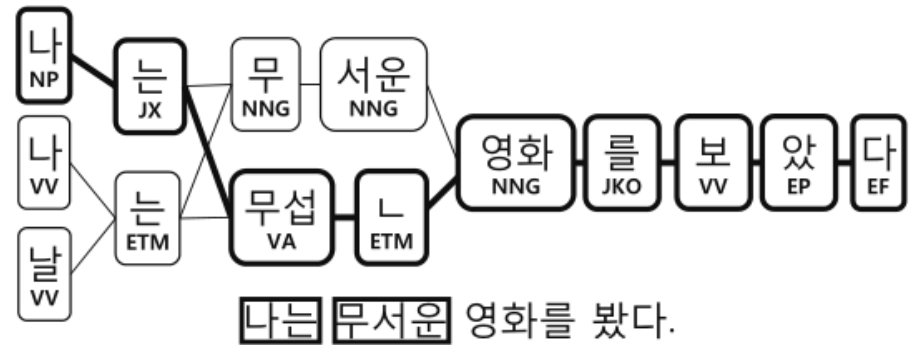 나 NP
는 JX
무 NNG
서운 NNG
나 VV
는 ETM
무섭 VA
ㄴ ETM
영화 NNG
를 JKO
보 VV
았 EP
다 EF
날 VV
나는 무서운 영화를 봤다.